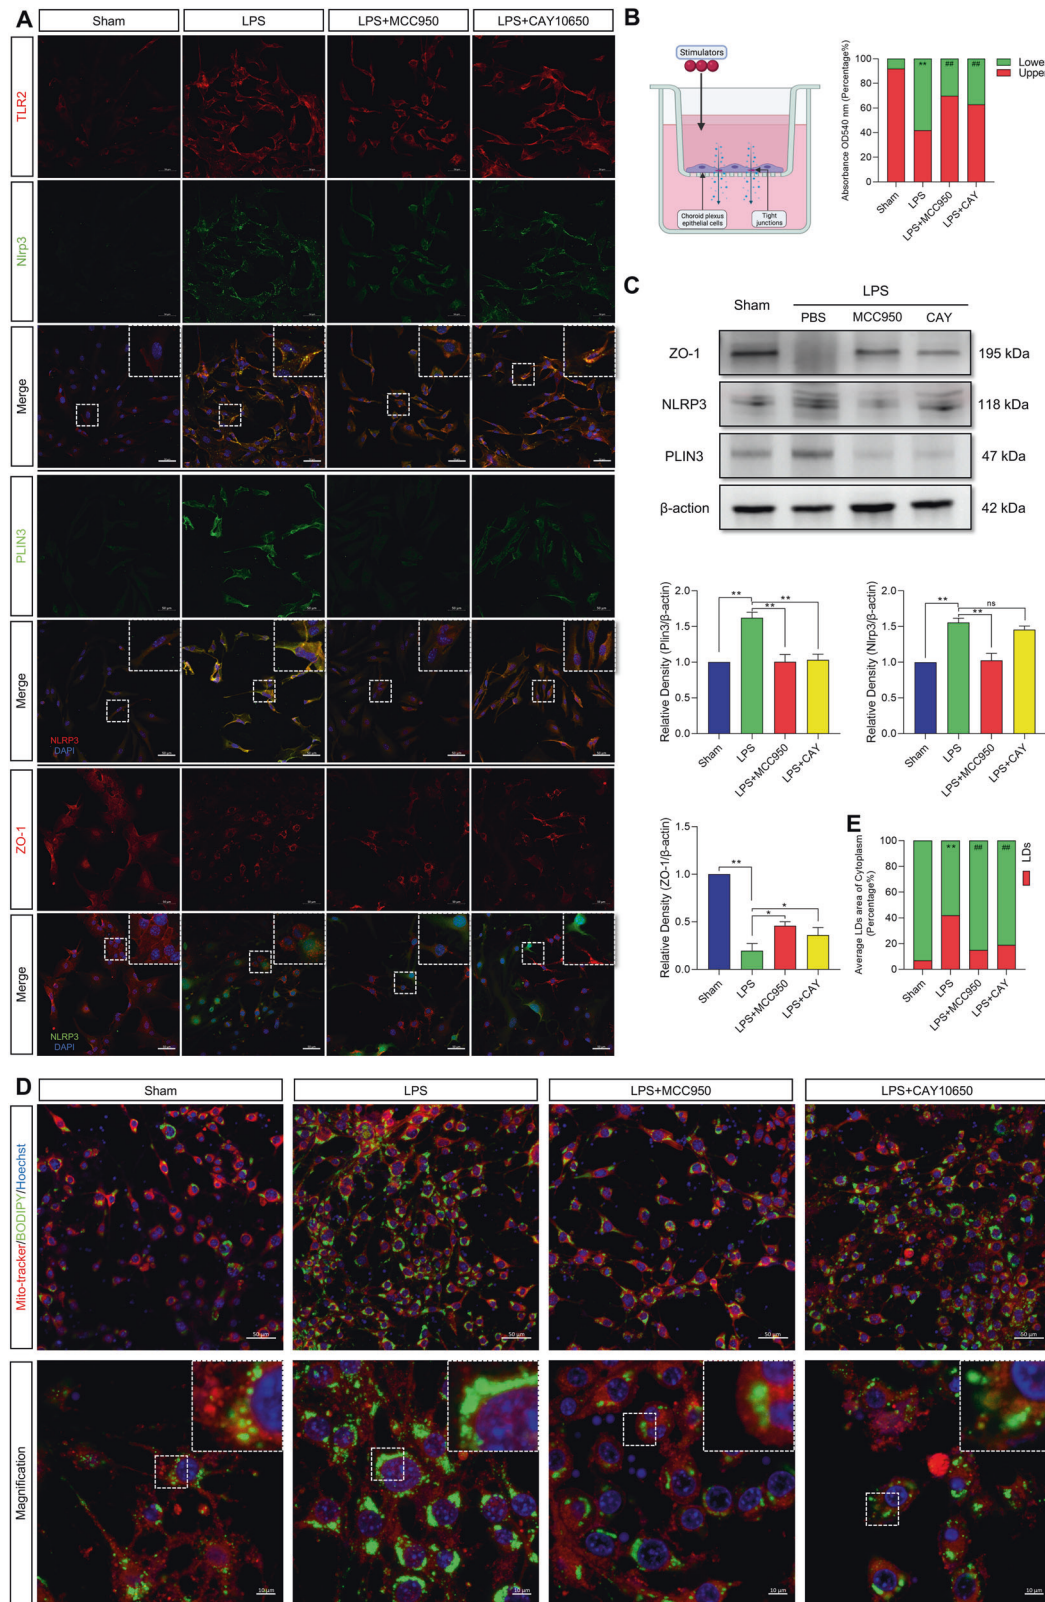 A
Sham
LPS
LPS+MCC950
LPS+CAY10650
TLR2
Nlrp3
Merge
PLIN3
Merge
NLRP3
DAPI
ZO-1
Merge
NLRP3
DAPI
B
Stimulators
Choroid plexus
epithelial cells
Tight
junctions
Absorbance OD540 nm (Percentage%)
100
80
60
40
20
0
**
##
##
Lowe
Upper
Sham
LPS
LPS+MCC950
LPS+CAY
C
Sham
LPS
PBS
MCC950
CAY
ZO-1
195 kDa
NLRP3
118 kDa
PLIN3
47 kDa
β-action
42 kDa
Relative Density (Plin3/β-actin)
2.0
1.5
1.0
0.5
0.0
**
**
**
Sham
LPS
LPS+MCC950
LPS+CAY
Relative Density (Nlrp3/β-actin)
2.0
1.5
1.0
0.5
0.0
**
ns
**
Sham
LPS
LPS+MCC950
LPS+CAY
Relative Density (ZO-1/β-actin)
1.5
1.0
0.5
0.0
**
*
*
Sham
LPS
LPS+MCC950
LPS+CAY
E
Average LDs area of Cytoplasm
(Percentage%)
100
80
60
40
20
0
**
##
##
LDs
Sham
LPS
LPS+MCC950
LPS+CAY
D
Sham
LPS
LPS+MCC950
LPS+CAY10650
Mito-tracker/BODIPY/Hoechst
50 μm
50 μm
50 μm
50 μm
Magnification
10 μm
10 μm
10 μm
10 μm